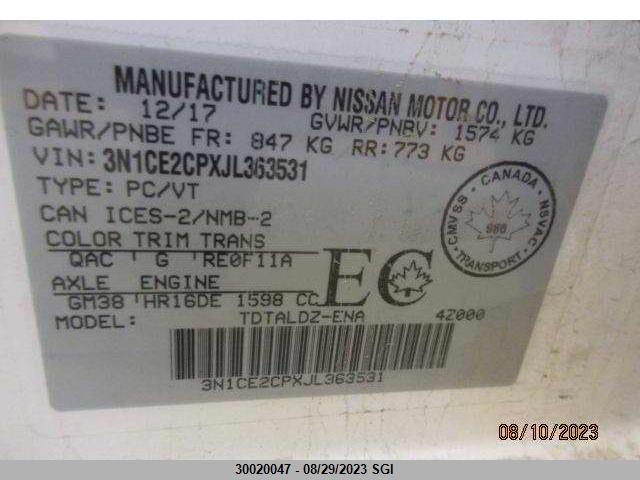 MANUFACTURED BY NISSAN MOTOR CO., LTD.
DATE: 12/17 GVWR/PNBV: 1574 KG
GAWR/PNBE FR: 847 KG RR: 773 KG
VIN: 3N1CE2CPXJL363531
TYPE: PC/VT
CAN ICES-2/NMB-2
COLOR TRIM TRANS
QAC G RE0F11A
AXLE ENGINE
GM38 HR16DE 1598 CC
MODEL: TDTALDZ-ENA 4Z000
3N1CE2CPXJL363531
EC
CANADA
CMVSS NSVAC
TRANSPORT
08/10/2023
30020047 - 08/29/2023 SGI